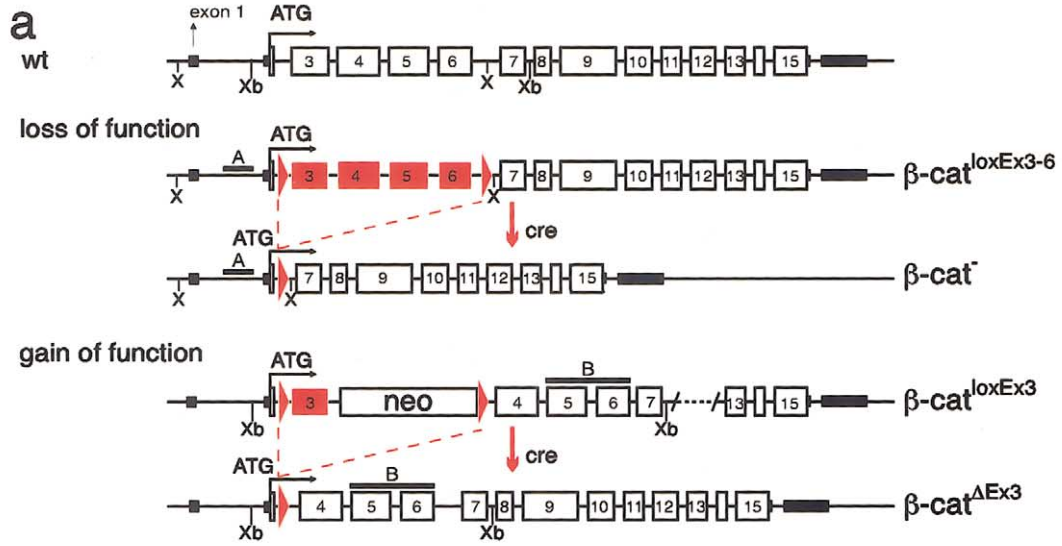 a
exon 1
ATG
wt
3 4 5 6 7 8 9 10 11 12 13 15
X Xb X Xb
loss of function
ATG
A
3 4 5 6 7 8 9 10 11 12 13 15
β-cat^loxEx3-6
X X
cre
ATG
A
7 8 9 10 11 12 13 15
β-cat^-
X X
gain of function
ATG
B
3 neo 4 5 6 7 13 15
β-cat^loxEx3
Xb Xb
cre
ATG
B
4 5 6 7 8 9 10 11 12 13 15
β-cat^ΔEx3
Xb Xb